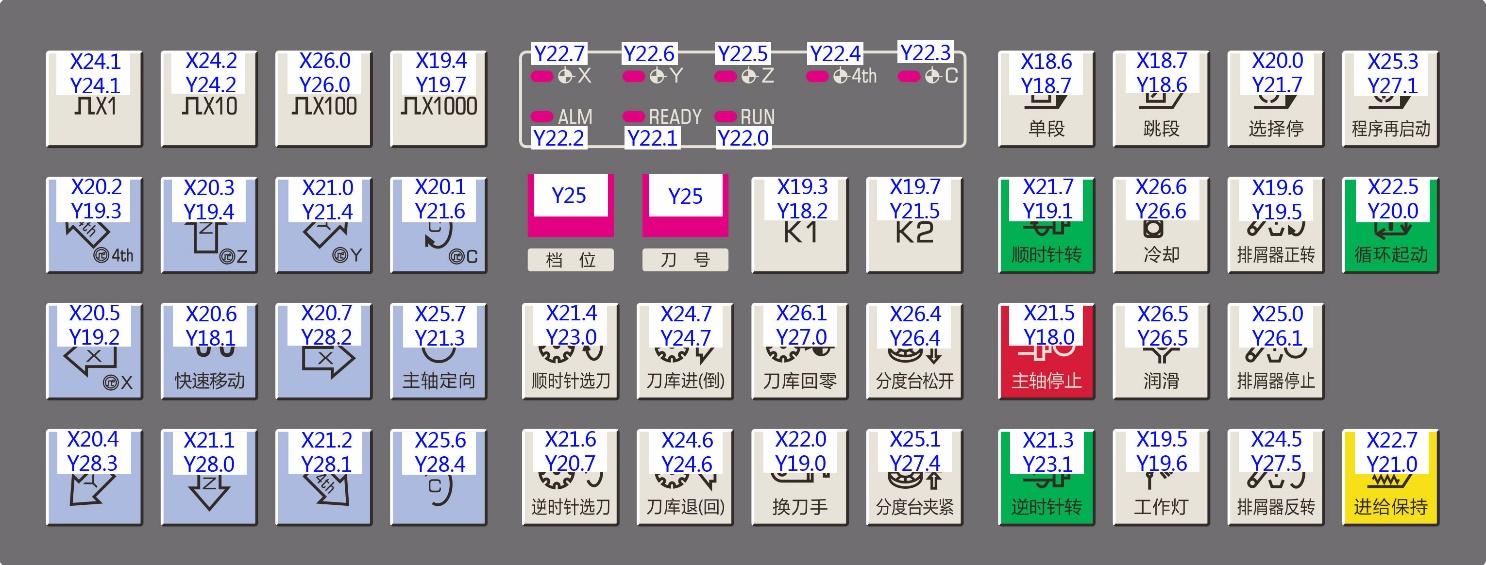 X24.1
Y24.1
X1
X24.2
Y24.2
X10
X26.0
Y26.0
X100
X19.4
Y19.7
X1000
Y22.7
X
Y22.6
Y
Y22.5
Z
Y22.4
4th
Y22.3
C
ALM
Y22.2
READY
Y22.1
RUN
Y22.0
X18.6
Y18.7
单段
X18.7
Y18.6
跳段
X20.0
Y21.7
选择停
X25.3
Y27.1
程序再启动
X20.2
Y19.3
4th
X20.3
Y19.4
Z
X21.0
Y21.4
Y
X20.1
Y21.6
C
Y25
档 位
Y25
刀 号
X19.3
Y18.2
K1
X19.7
Y21.5
K2
X21.7
Y19.1
顺时针转
X26.6
Y26.6
冷却
X19.6
Y19.5
排屑器正转
X22.5
Y20.0
循环起动
X20.5
Y19.2
X
X
X20.6
Y18.1
快速移动
X20.7
Y28.2
X
X25.7
Y21.3
主轴定向
X21.4
Y23.0
顺时针选刀
X24.7
Y24.7
刀库进(倒)
X26.1
Y27.0
刀库回零
X26.4
Y26.4
分度台松开
X21.5
Y18.0
主轴停止
X26.5
Y26.5
润滑
X25.0
Y26.1
排屑器停止
X20.4
Y28.3
X21.1
Y28.0
Z
X21.2
Y28.1
4th
X25.6
Y28.4
C
X21.6
Y20.7
逆时针选刀
X24.6
Y24.6
刀库退(回)
X22.0
Y19.0
换刀手
X25.1
Y27.4
分度台夹紧
X21.3
Y23.1
逆时针转
X19.5
Y19.6
工作灯
X24.5
Y27.5
排屑器反转
X22.7
Y21.0
进给保持